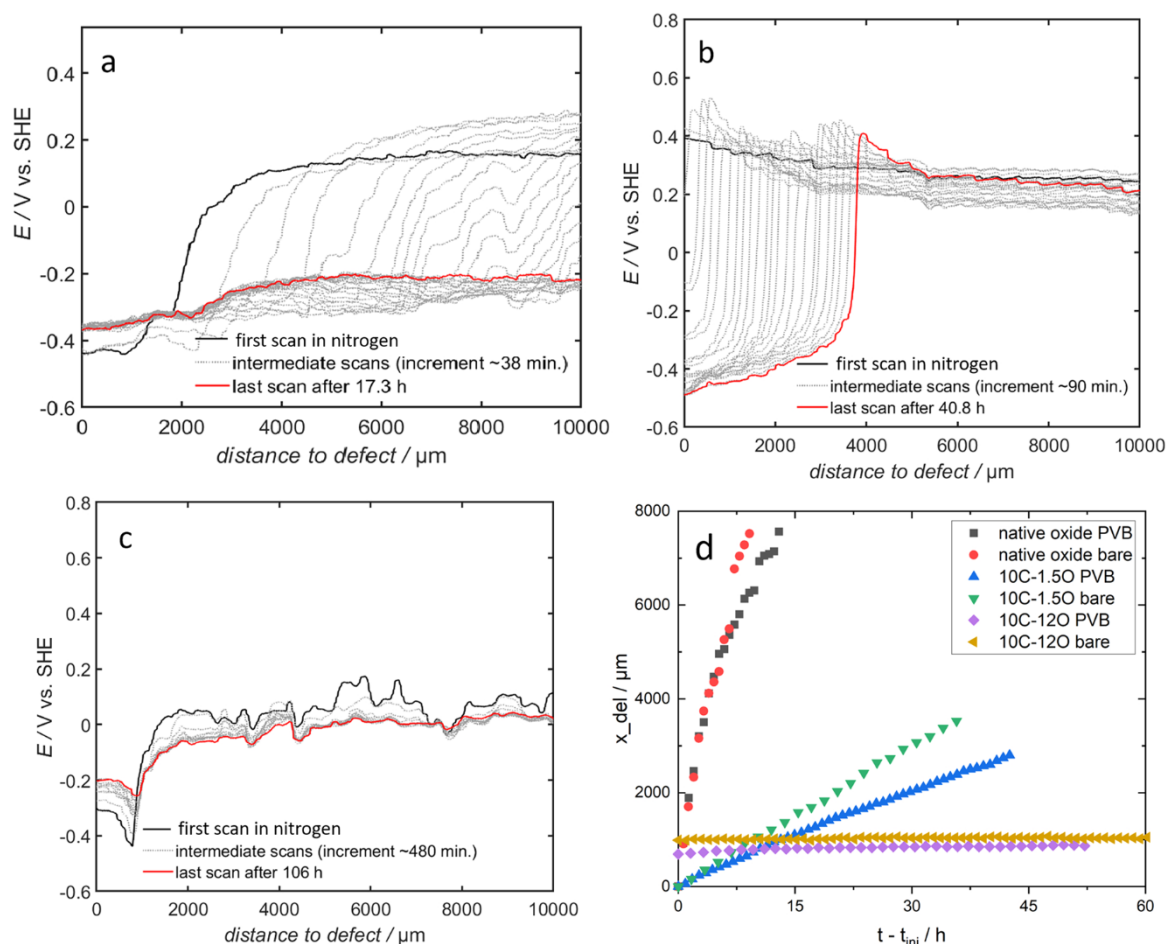 a
0.4
0.2
0
-0.2
-0.4
-0.6
E / V vs. SHE
first scan in nitrogen
intermediate scans (increment ~38 min.)
last scan after 17.3 h
0 2000 4000 6000 8000 10000
distance to defect / µm
b
0.8
0.6
0.4
0.2
0
-0.2
-0.4
-0.6
E / V vs. SHE
first scan in nitrogen
intermediate scans (increment ~90 min.)
last scan after 40.8 h
0 2000 4000 6000 8000 10000
distance to defect / µm
c
0.8
0.6
0.4
0.2
0
-0.2
-0.4
-0.6
E / V vs. SHE
first scan in nitrogen
intermediate scans (increment ~480 min.)
last scan after 106 h
0 2000 4000 6000 8000 10000
distance to defect / µm
d
8000
6000
4000
2000
0
x_del / µm
native oxide PVB
native oxide bare
10C-1.5O PVB
10C-1.5O bare
10C-12O PVB
10C-12O bare
0 15 30 45 60
t - tini / h